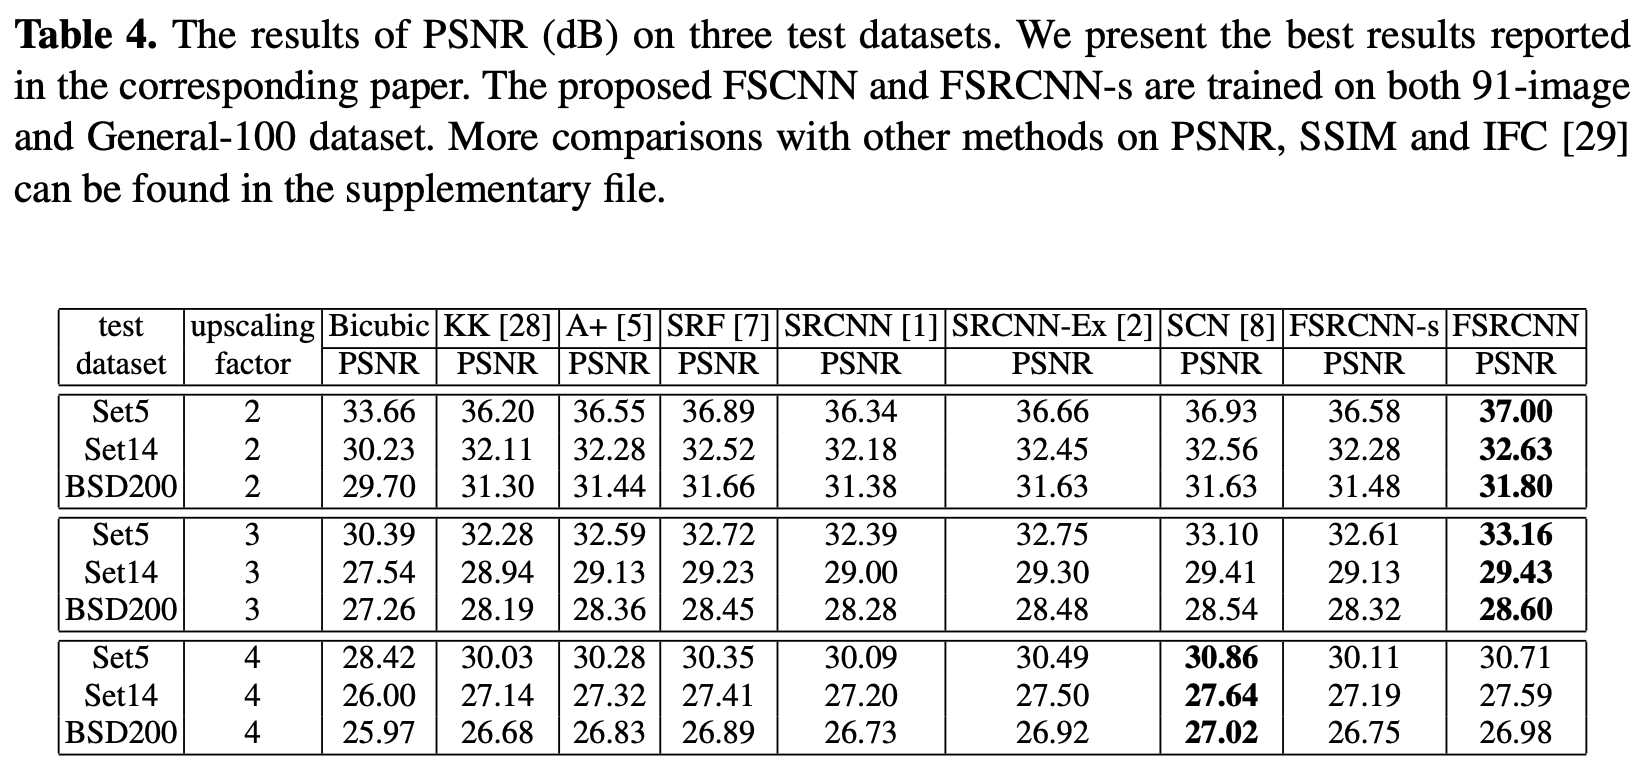 Table 4. The results of PSNR (dB) on three test datasets. We present the best results reported
in the corresponding paper. The proposed FSCNN and FSRCNN-s are trained on both 91-image
and General-100 dataset. More comparisons with other methods on PSNR, SSIM and IFC [29]
can be found in the supplementary file.
test upscaling Bicubic KK [28] A+ [5] SRF [7] SRCNN [1] SRCNN-Ex [2] SCN [8] FSRCNN-s FSRCNN
dataset factor PSNR PSNR PSNR PSNR PSNR PSNR PSNR PSNR PSNR
Set5 2 33.66 36.20 36.55 36.89 36.34 36.66 36.93 36.58 37.00
Set14 2 30.23 32.11 32.28 32.52 32.18 32.45 32.56 32.28 32.63
BSD200 2 29.70 31.30 31.44 31.66 31.38 31.63 31.63 31.48 31.80
Set5 3 30.39 32.28 32.59 32.72 32.39 32.75 33.10 32.61 33.16
Set14 3 27.54 28.94 29.13 29.23 29.00 29.30 29.41 29.13 29.43
BSD200 3 27.26 28.19 28.36 28.45 28.28 28.48 28.54 28.32 28.60
Set5 4 28.42 30.03 30.28 30.35 30.09 30.49 30.86 30.11 30.71
Set14 4 26.00 27.14 27.32 27.41 27.20 27.50 27.64 27.19 27.59
BSD200 4 25.97 26.68 26.83 26.89 26.73 26.92 27.02 26.75 26.98